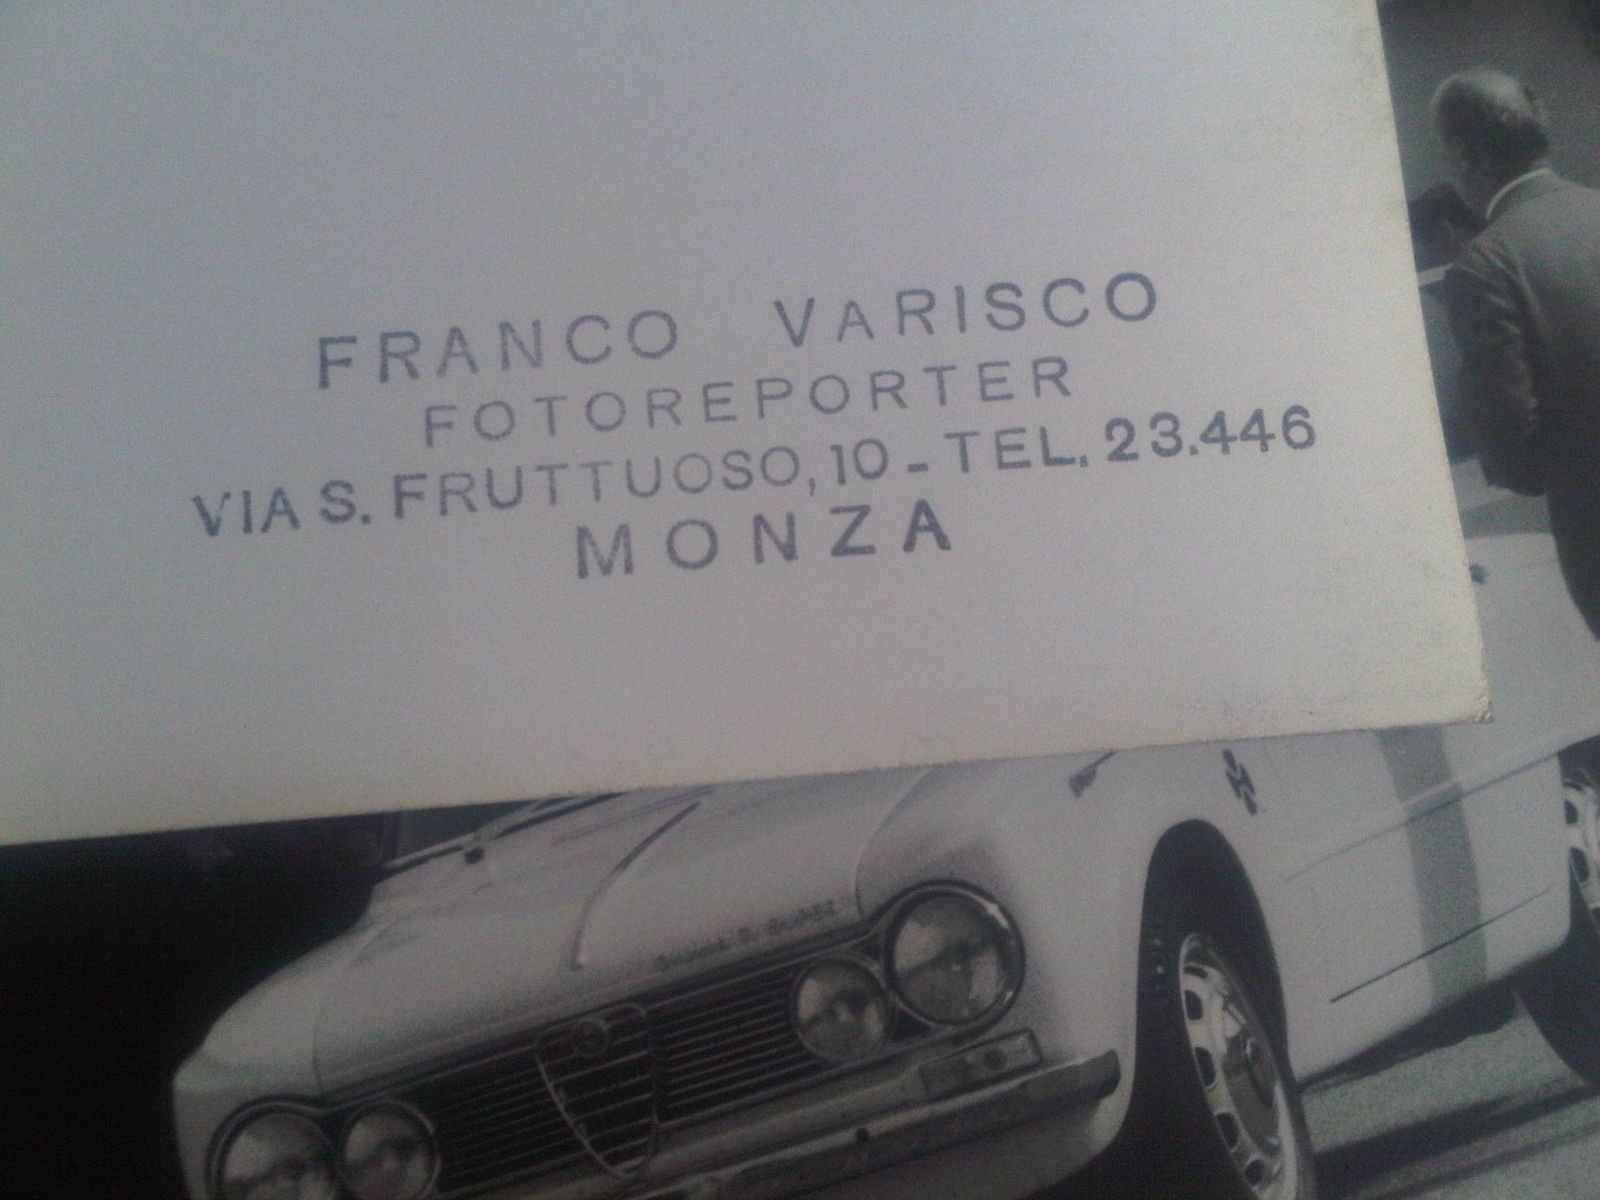 FRANCO VARISCO
FOTOREPORTER
VIA S. FRUTTUOSO, 10 - TEL. 23.446
MONZA